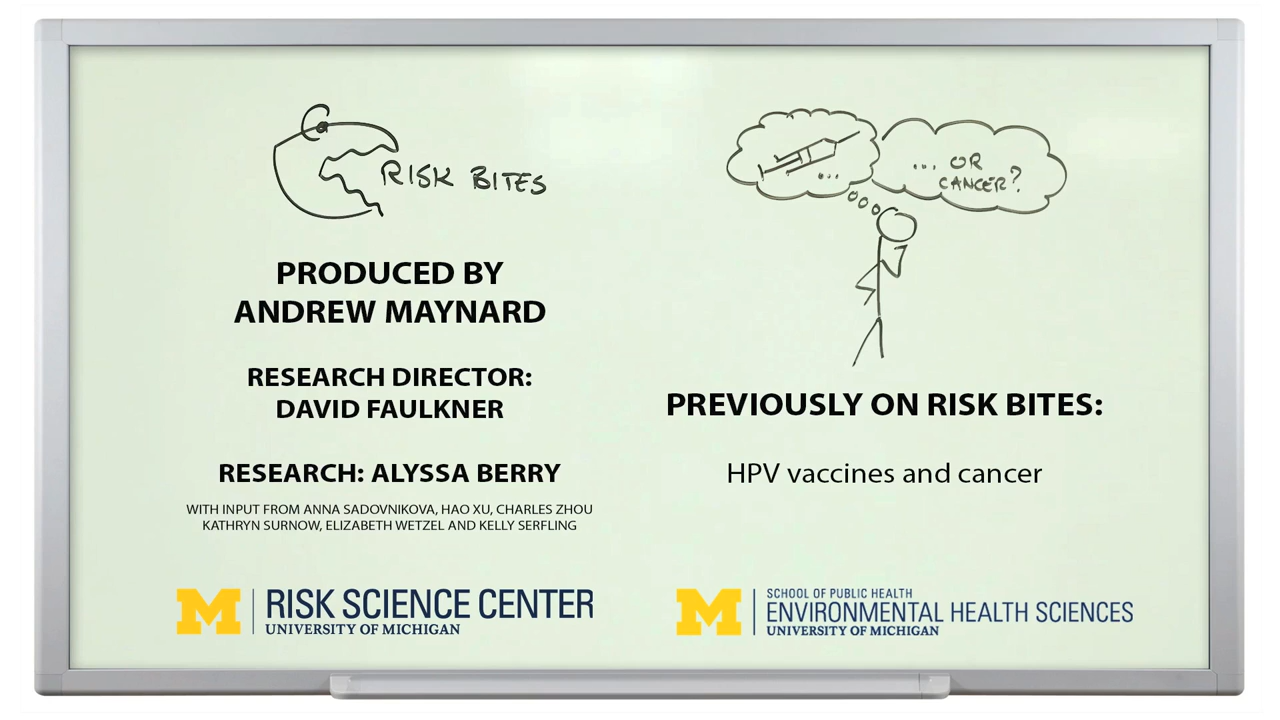 RISK BITES
PRODUCED BY
ANDREW MAYNARD
RESEARCH DIRECTOR:
DAVID FAULKNER
RESEARCH: ALYSSA BERRY
WITH INPUT FROM ANNA SADOVNIKOVA, HAO XU, CHARLES ZHOU
KATHRYN SURNOW, ELIZABETH WETZEL AND KELLY SERFLING
M RISK SCIENCE CENTER
UNIVERSITY OF MICHIGAN
...
... OR
CANCER?
PREVIOUSLY ON RISK BITES:
HPV vaccines and cancer
M SCHOOL OF PUBLIC HEALTH
ENVIRONMENTAL HEALTH SCIENCES
UNIVERSITY OF MICHIGAN